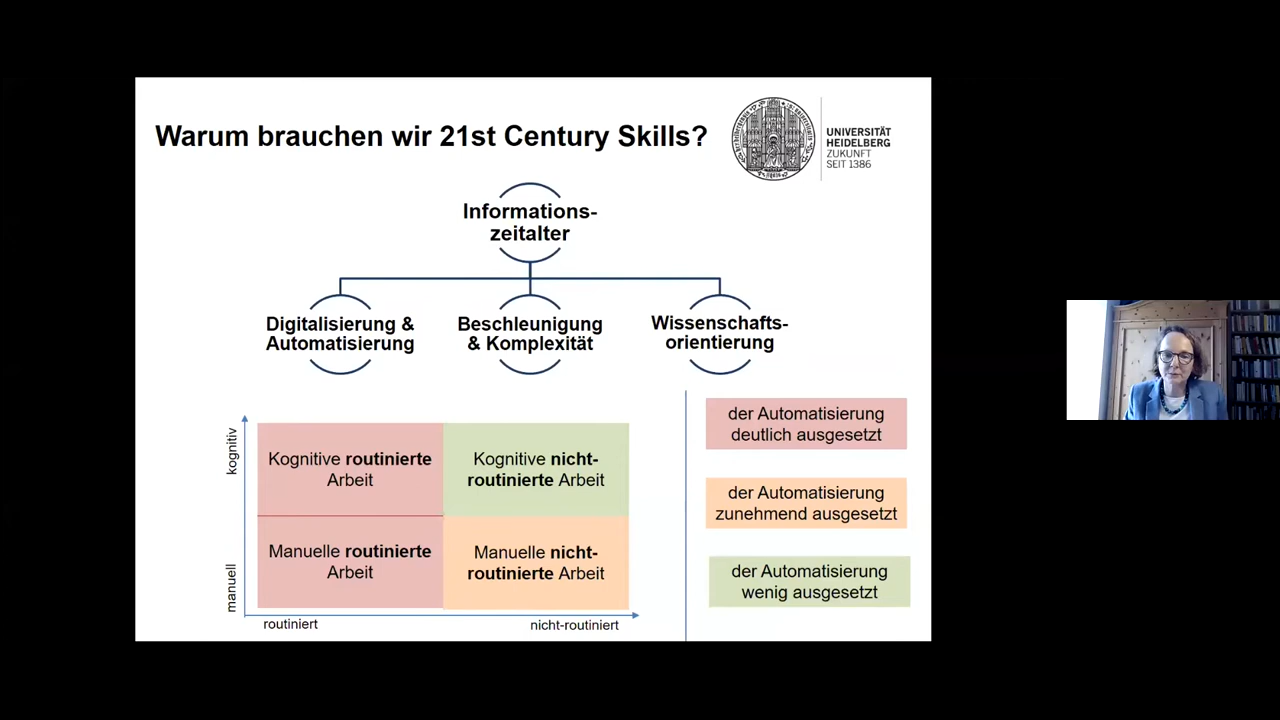 Warum brauchen wir 21st Century Skills?
UNIVERSITÄT
HEIDELBERG
ZUKUNFT
SEIT 1386
Informations-
zeitalter
Digitalisierung &
Automatisierung
Beschleunigung
& Komplexität
Wissenschafts-
orientierung
kognitiv
manuell
Kognitive routinierte
Arbeit
Kognitive nicht-
routinierte Arbeit
Manuelle routinierte
Arbeit
Manuelle nicht-
routinierte Arbeit
routiniert
nicht-routiniert
der Automatisierung
deutlich ausgesetzt
der Automatisierung
zunehmend ausgesetzt
der Automatisierung
wenig ausgesetzt